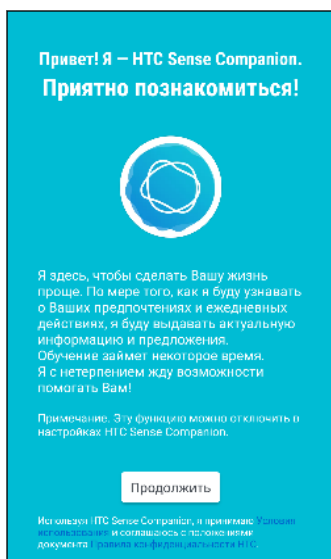 Привет! Я — HTC Sense Companion.
Приятно познакомиться!
Я здесь, чтобы сделать Вашу жизнь
проще. По мере того, как я буду узнавать
о Ваших предпочтениях и ежедневных
действиях, я буду выдавать актуальную
информацию и предложения.
Обучение займет некоторое время.
Я с нетерпением жду возможности
помогать Вам!
Примечание. Эту функцию можно отключить в
настройках HTC Sense Companion.
Продолжить
Используя HTC Sense Companion, я принимаю Условия
использования и соглашаюсь с положениями
документа Правила конфиденциальности HTC